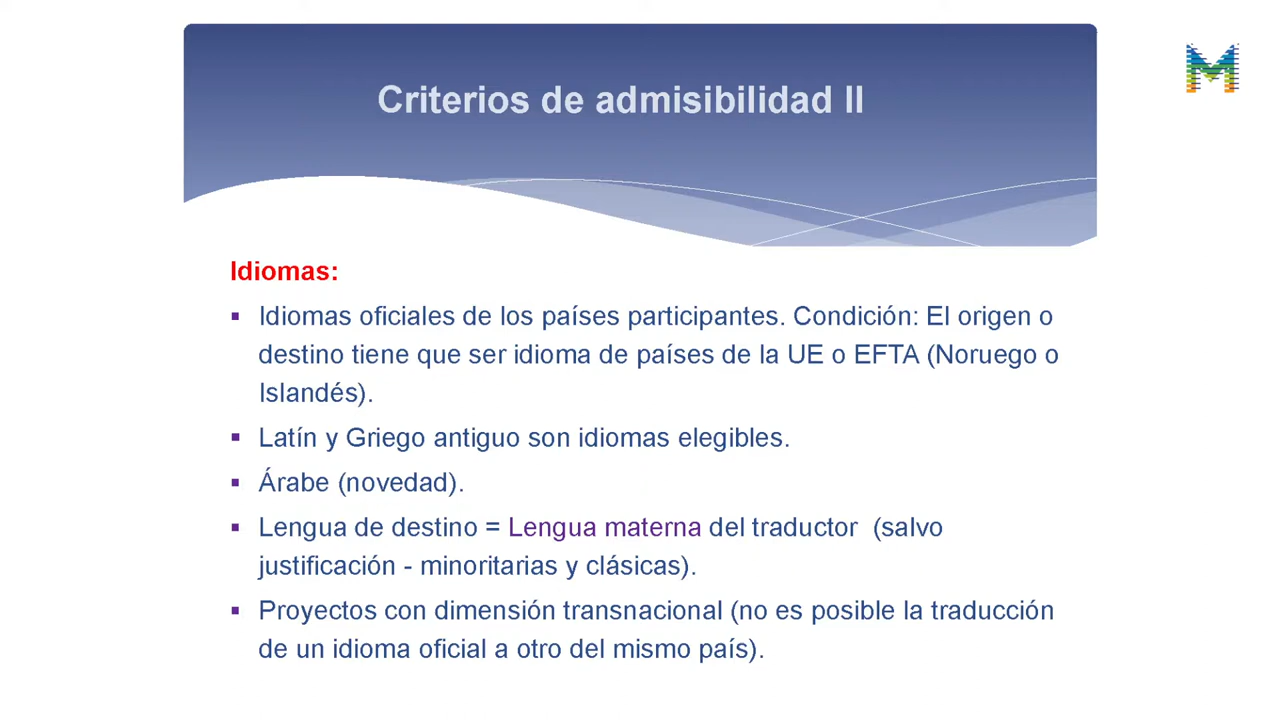 Criterios de admisibilidad II
Idiomas:
▪ Idiomas oficiales de los países participantes. Condición: El origen o
destino tiene que ser idioma de países de la UE o EFTA (Noruego o
Islandés).
▪ Latín y Griego antiguo son idiomas elegibles.
▪ Árabe (novedad).
▪ Lengua de destino = Lengua materna del traductor (salvo
justificación - minoritarias y clásicas).
▪ Proyectos con dimensión transnacional (no es posible la traducción
de un idioma oficial a otro del mismo país).